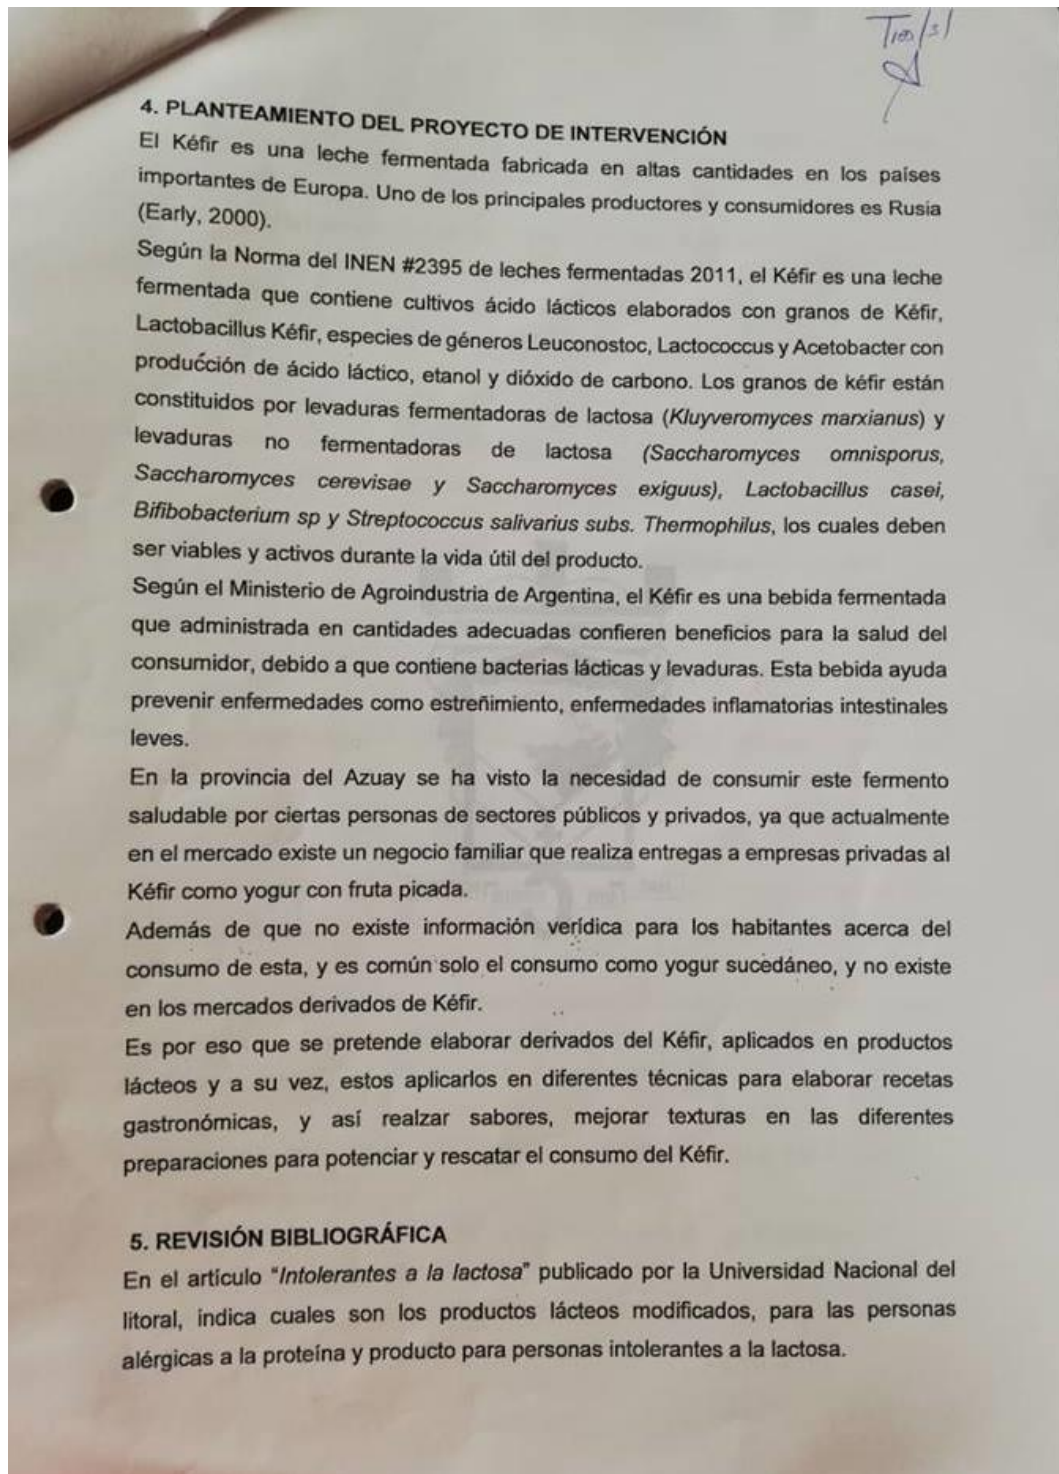 Tres/3/
4. PLANTEAMIENTO DEL PROYECTO DE INTERVENCIÓN
El Kéfir es una leche fermentada fabricada en altas cantidades en los países
importantes de Europa. Uno de los principales productores y consumidores es Rusia
(Early, 2000).
Según la Norma del INEN #2395 de leches fermentadas 2011, el Kéfir es una leche
fermentada que contiene cultivos ácido lácticos elaborados con granos de Kéfir,
Lactobacillus Kéfir, especies de géneros Leuconostoc, Lactococcus y Acetobacter con
producción de ácido láctico, etanol y dióxido de carbono. Los granos de kéfir están
constituidos por levaduras fermentadoras de lactosa (Kluyveromyces marxianus) y
levaduras no fermentadoras de lactosa (Saccharomyces omnisporus,
Saccharomyces cerevisae y Saccharomyces exiguus), Lactobacillus casei,
Bifibobacterium sp y Streptococcus salivarius subs. Thermophilus, los cuales deben
ser viables y activos durante la vida útil del producto.
Según el Ministerio de Agroindustria de Argentina, el Kéfir es una bebida fermentada
que administrada en cantidades adecuadas confieren beneficios para la salud del
consumidor, debido a que contiene bacterias lácticas y levaduras. Esta bebida ayuda
prevenir enfermedades como estreñimiento, enfermedades inflamatorias intestinales
leves.
En la provincia del Azuay se ha visto la necesidad de consumir este fermento
saludable por ciertas personas de sectores públicos y privados, ya que actualmente
en el mercado existe un negocio familiar que realiza entregas a empresas privadas al
Kéfir como yogur con fruta picada.
Además de que no existe información verídica para los habitantes acerca del
consumo de esta, y es común solo el consumo como yogur sucedáneo, y no existe
en los mercados derivados de Kéfir.
Es por eso que se pretende elaborar derivados del Kéfir, aplicados en productos
lácteos y a su vez, estos aplicarlos en diferentes técnicas para elaborar recetas
gastronómicas, y así realzar sabores, mejorar texturas en las diferentes
preparaciones para potenciar y rescatar el consumo del Kéfir.
5. REVISIÓN BIBLIOGRÁFICA
En el artículo "Intolerantes a la lactosa" publicado por la Universidad Nacional del
litoral, indica cuales son los productos lácteos modificados, para las personas
alérgicas a la proteína y producto para personas intolerantes a la lactosa.